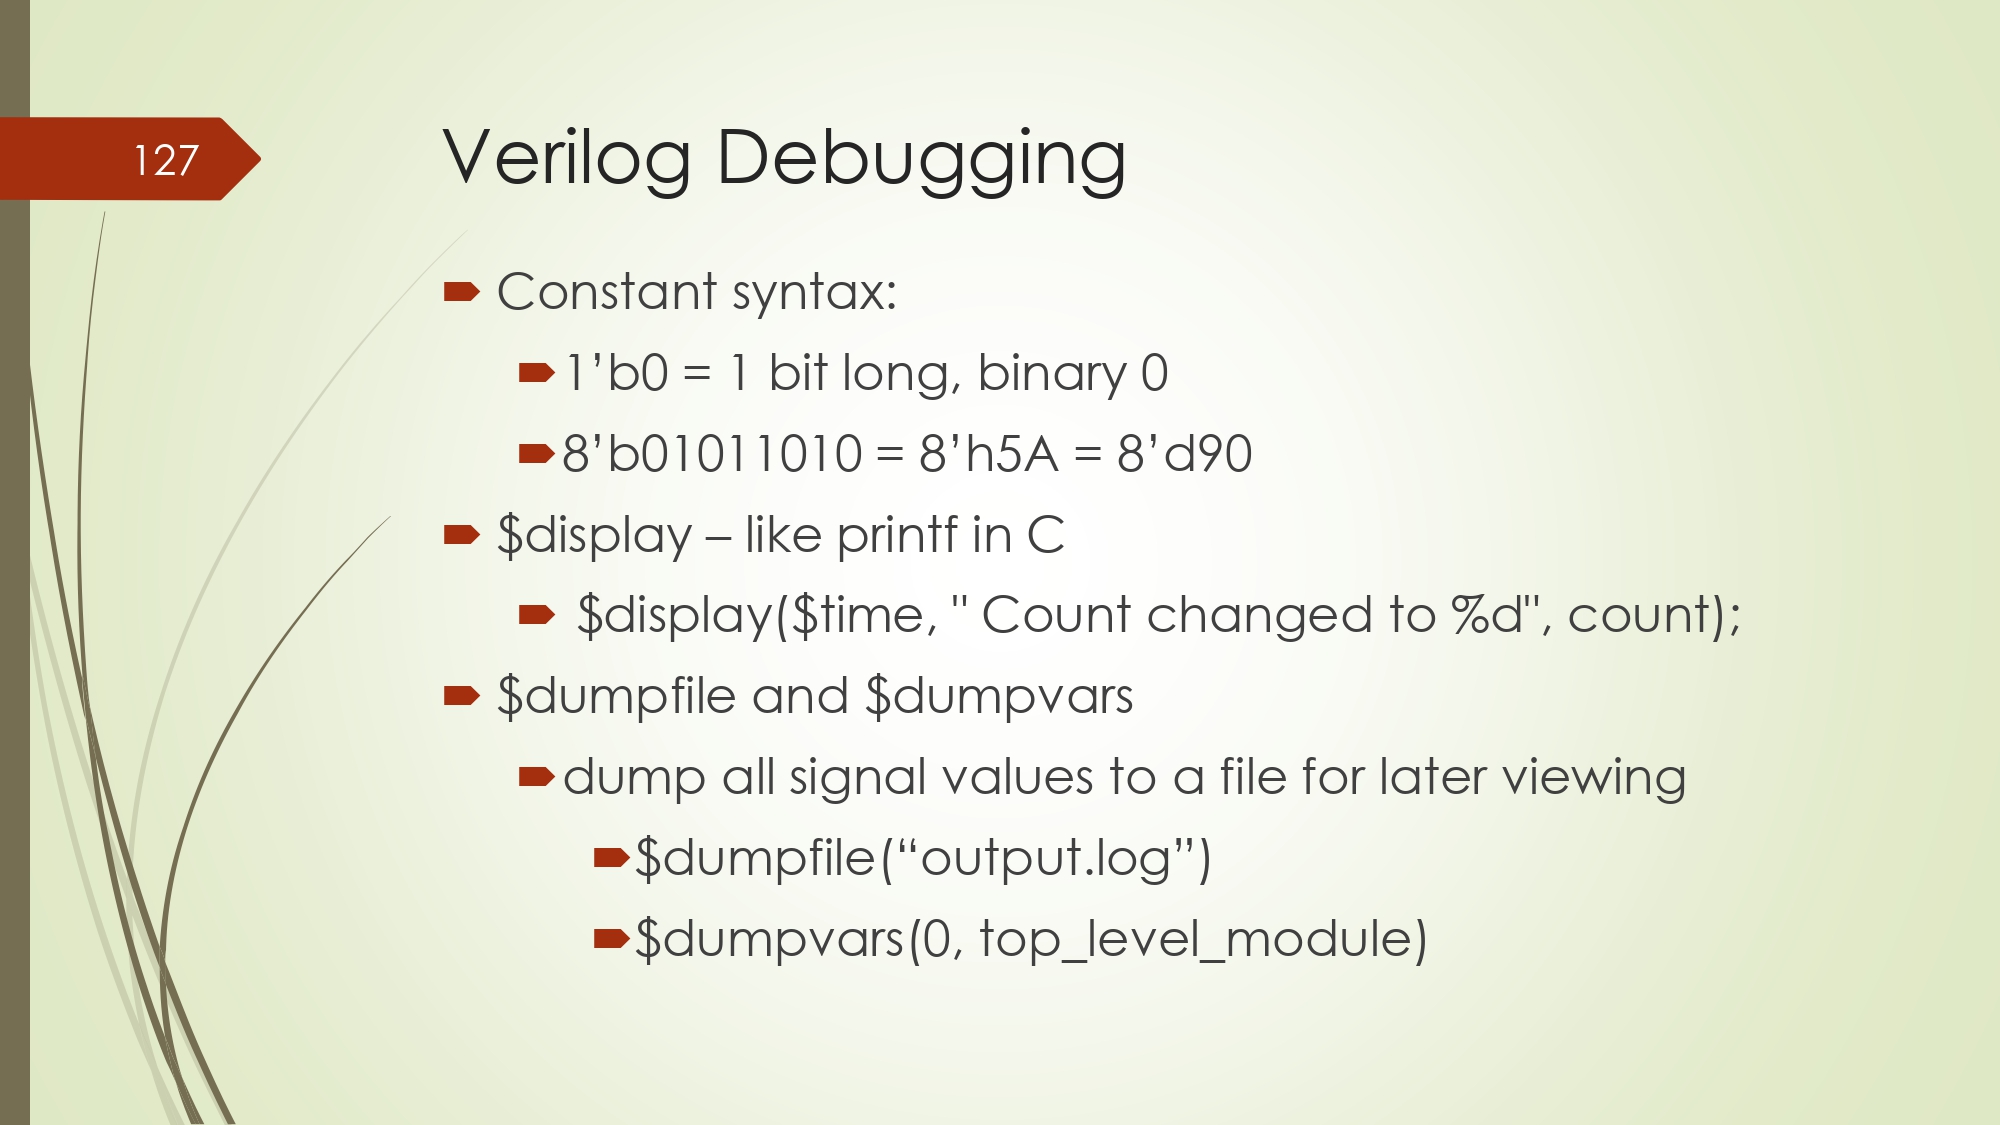 127
Verilog Debugging
Constant syntax:
1’b0 = 1 bit long, binary 0
8’b01011010 = 8’h5A = 8’d90
$display – like printf in C
$display($time, " Count changed to %d", count);
$dumpfile and $dumpvars
dump all signal values to a file for later viewing
$dumpfile(“output.log”)
$dumpvars(0, top_level_module)